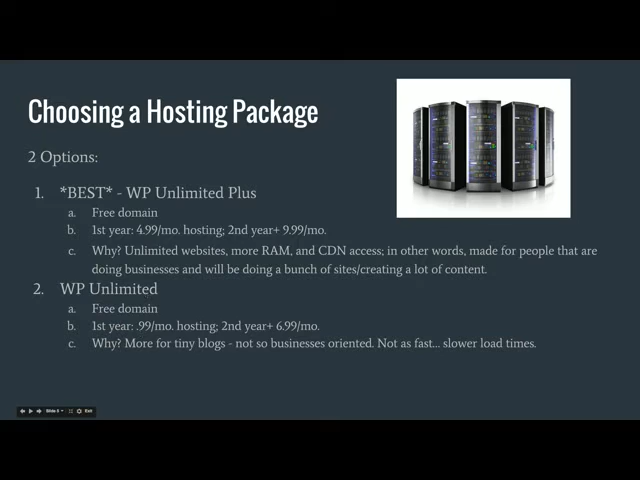 Choosing a Hosting Package
2 Options:
1. *BEST* - WP Unlimited Plus
a. Free domain
b. 1st year: 4.99/mo. hosting; 2nd year+ 9.99/mo.
c. Why? Unlimited websites, more RAM, and CDN access; in other words, made for people that are
doing businesses and will be doing a bunch of sites/creating a lot of content.
2. WP Unlimited
a. Free domain
b. 1st year: .99/mo. hosting; 2nd year+ 6.99/mo.
c. Why? More for tiny blogs - not so businesses oriented. Not as fast... slower load times.
Slide 8 Exit